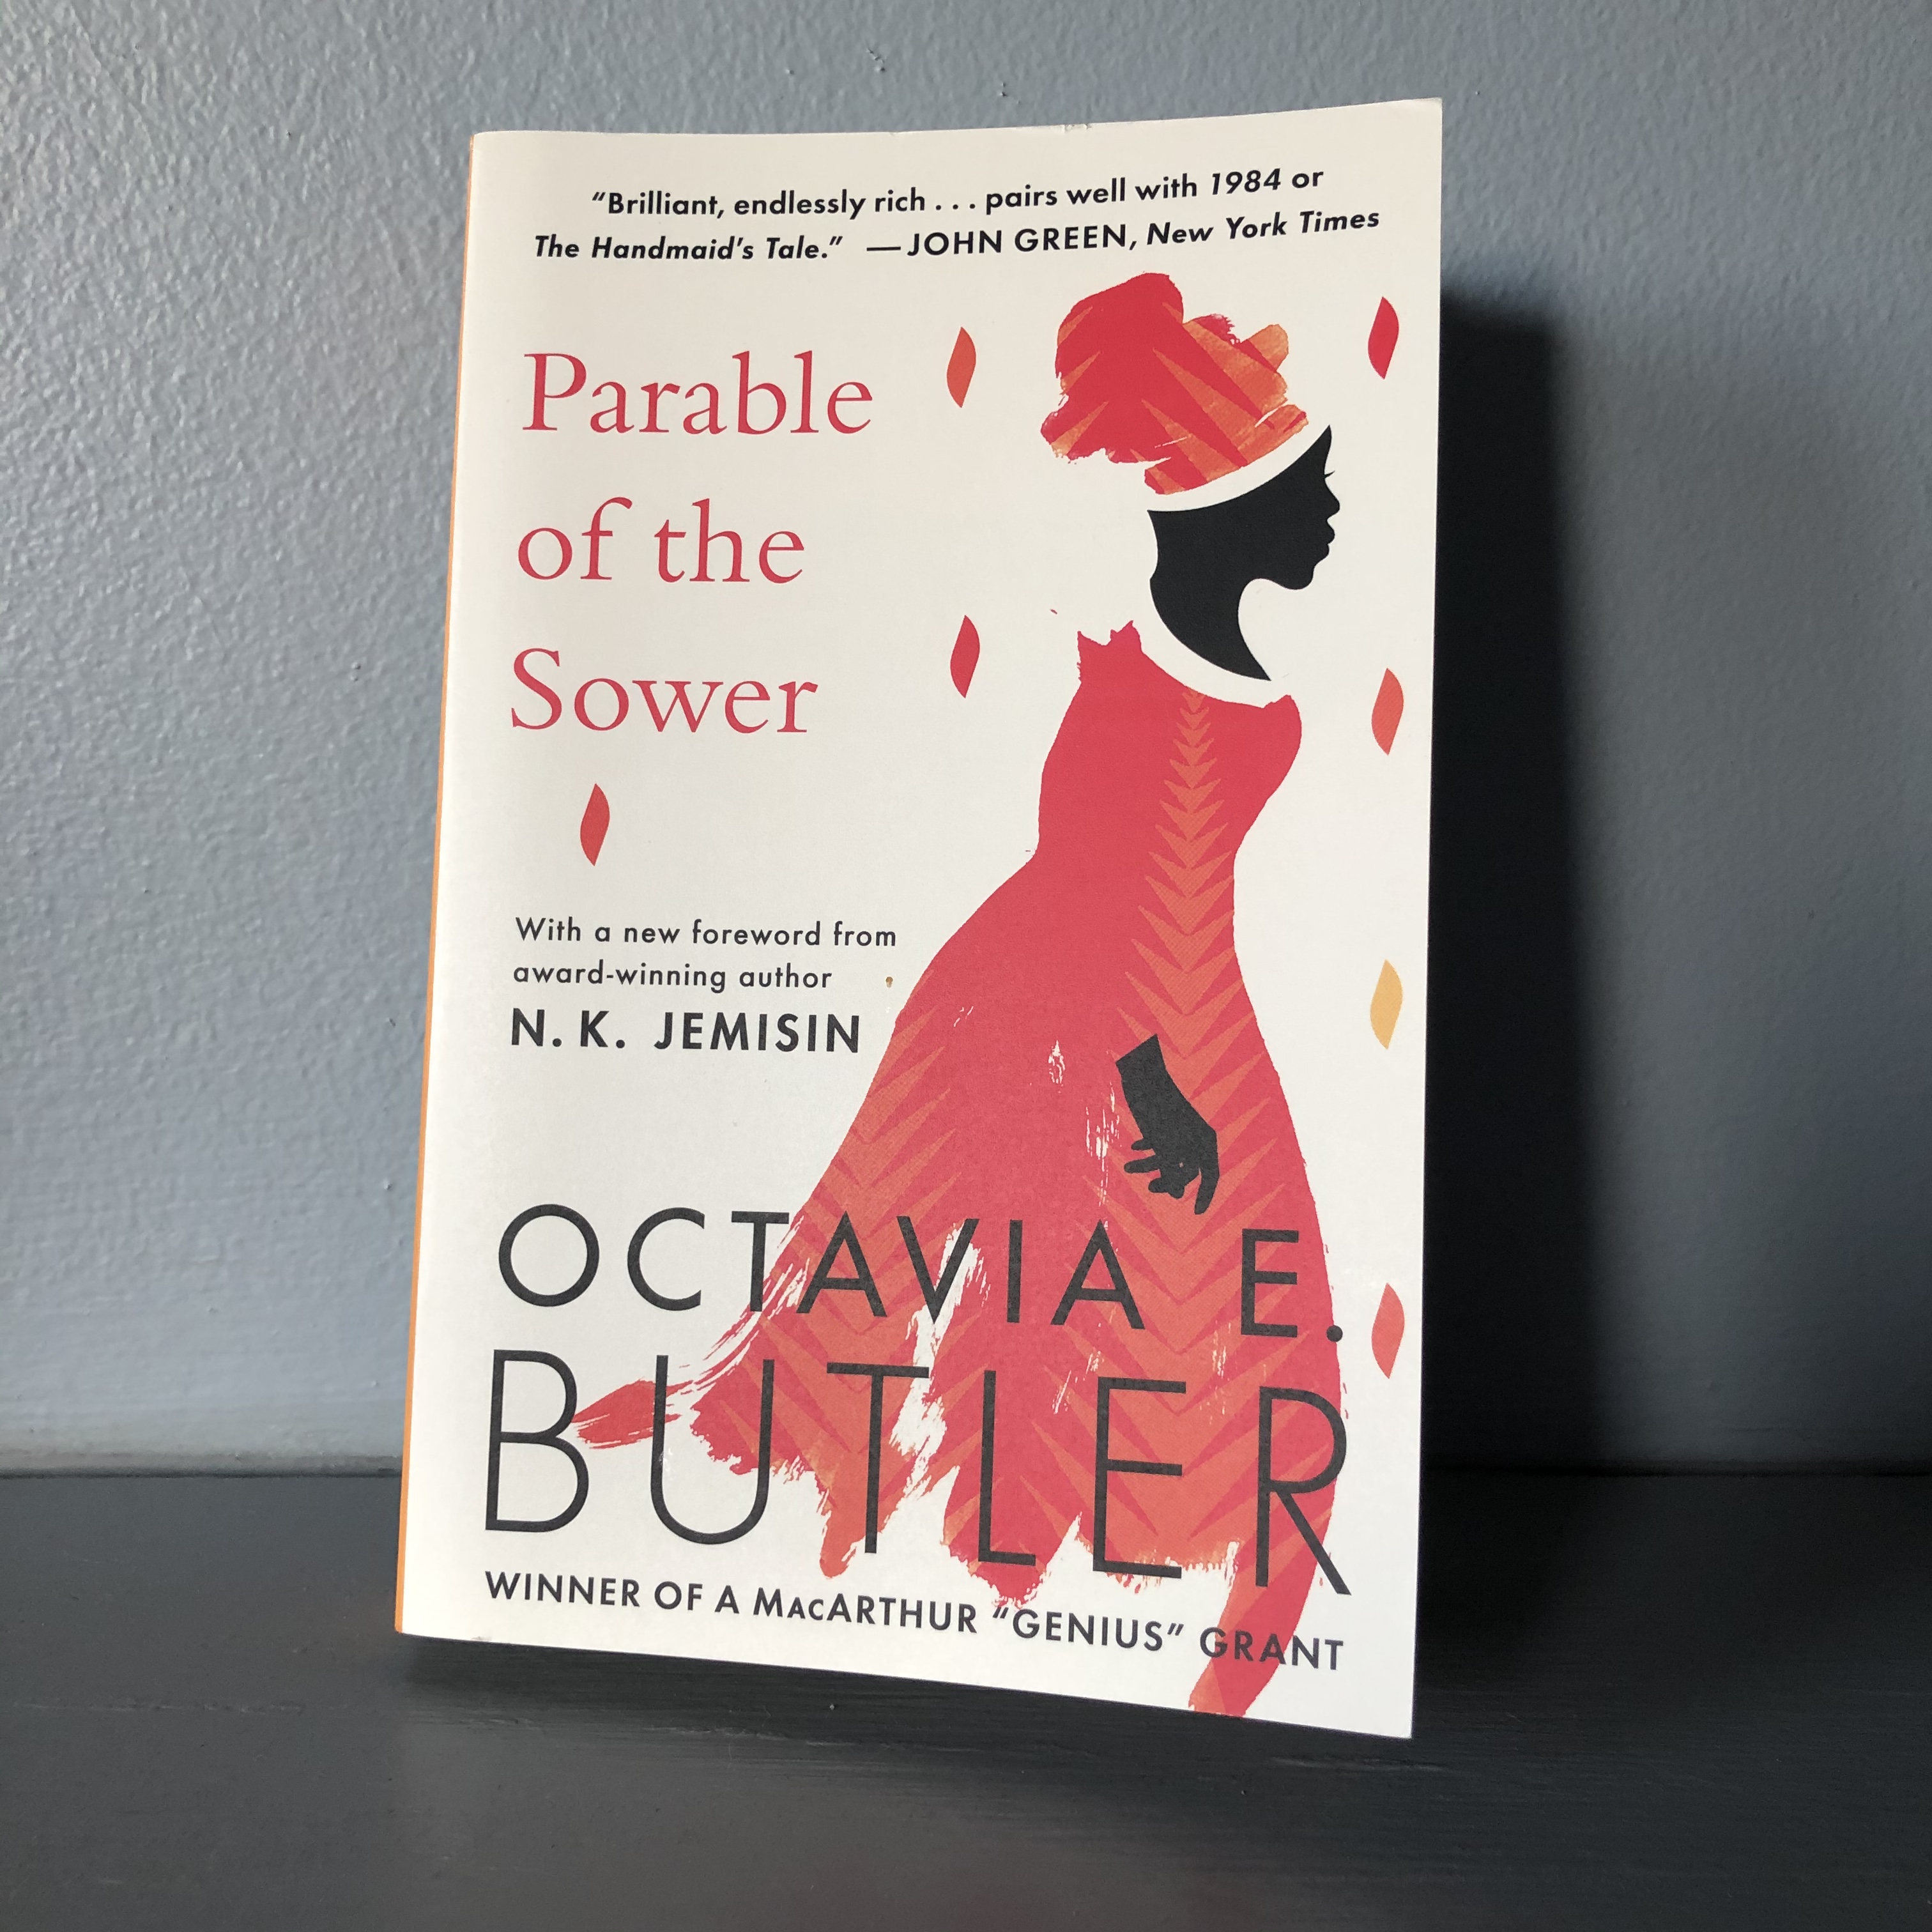 “Brilliant, endlessly rich . . . pairs well with 1984 or
The Handmaid’s Tale.” —JOHN GREEN, New York Times
Parable
of the
Sower
With a new foreword from
award-winning author
N. K. JEMISIN
OCTAVIA E.
BUTLER
WINNER OF A MacARTHUR “GENIUS” GRANT